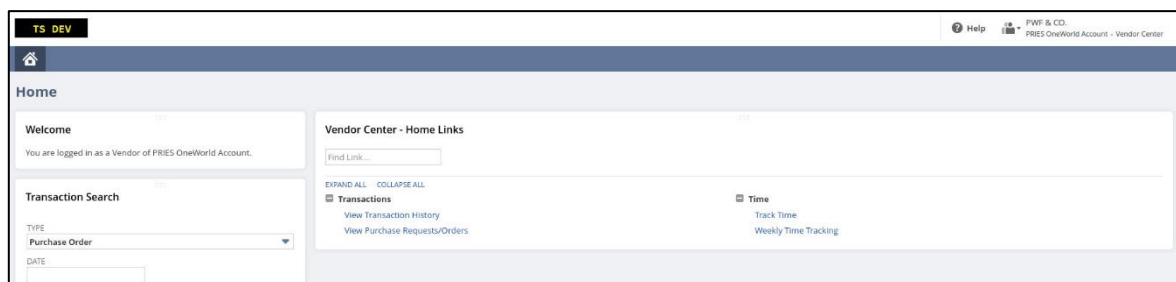 TS DEV
Help
PWF & CO.
PRIES OneWorld Account - Vendor Center
Home
Welcome
You are logged in as a Vendor of PRIES OneWorld Account.
Transaction Search
TYPE
Purchase Order
DATE
Vendor Center - Home Links
Find Link...
EXPAND ALL COLLAPSE ALL
Transactions
View Transaction History
View Purchase Requests/Orders
Time
Track Time
Weekly Time Tracking